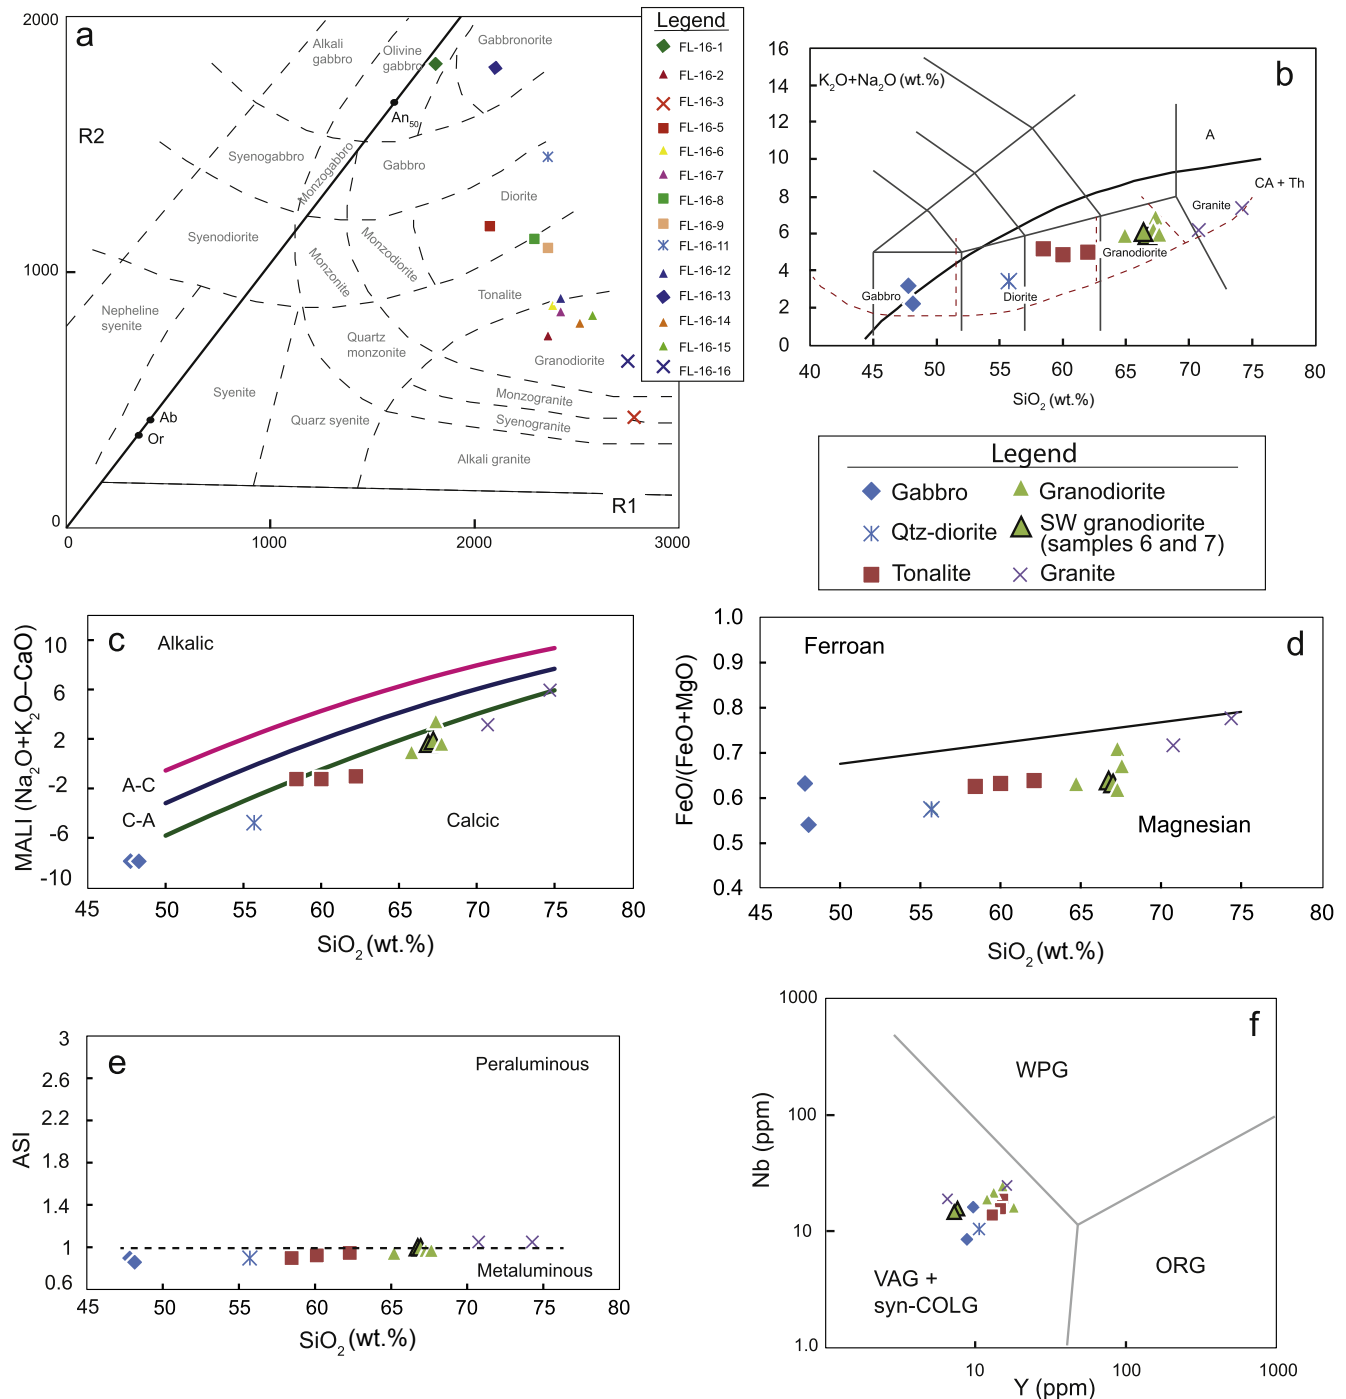 a
2000
1000
0
R2
Alkali
gabbro
Olivine
gabbro
Gabbronorite
An50
Syenogabbro
Monzogabbro
Gabbro
Diorite
Syenodiorite
Monzodiorite
Monzonite
Tonalite
Nepheline
syenite
Quartz
monzonite
Granodiorite
Syenite
Monzogranite
Quarz syenite
Syenogranite
Ab
Or
Alkali granite
R1
0
1000
2000
3000
Legend
FL-16-1
FL-16-2
FL-16-3
FL-16-5
FL-16-6
FL-16-7
FL-16-8
FL-16-9
FL-16-11
FL-16-12
FL-16-13
FL-16-14
FL-16-15
FL-16-16
b
K2O+Na2O (wt.%)
16
14
12
10
8
6
4
2
0
A
CA + Th
Granite
Granodiorite
Gabbro
Diorite
40 45 50 55 60 65 70 75 80
SiO2 (wt.%)
Legend
Gabbro
Granodiorite
Qtz-diorite
SW granodiorite
(samples 6 and 7)
Tonalite
Granite
c
MALI (Na2O+K2O–CaO)
10
6
2
-2
-6
-10
Alkalic
A-C
C-A
Calcic
45 50 55 60 65 70 75 80
SiO2 (wt.%)
d
FeO/(FeO+MgO)
1.0
0.9
0.8
0.7
0.6
0.5
0.4
Ferroan
Magnesian
45 50 55 60 65 70 75 80
SiO2 (wt.%)
e
ASI
3
2.6
2.2
1.8
1.4
1
0.6
Peraluminous
Metaluminous
45 50 55 60 65 70 75 80
SiO2 (wt.%)
f
Nb (ppm)
1000
100
10
1.0
WPG
ORG
VAG +
syn-COLG
10 100 1000
Y (ppm)